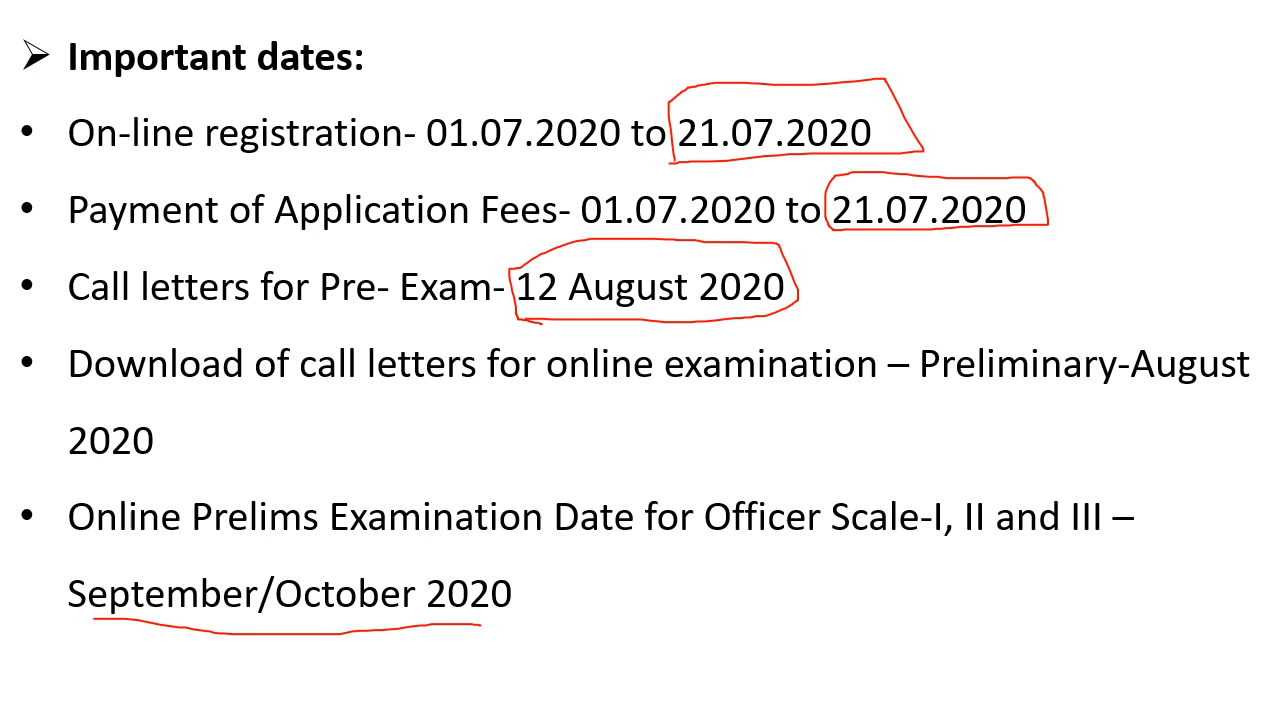 Important dates:
On-line registration- 01.07.2020 to 21.07.2020
Payment of Application Fees- 01.07.2020 to 21.07.2020
Call letters for Pre- Exam- 12 August 2020
Download of call letters for online examination – Preliminary-August
2020
Online Prelims Examination Date for Officer Scale-I, II and III –
September/October 2020